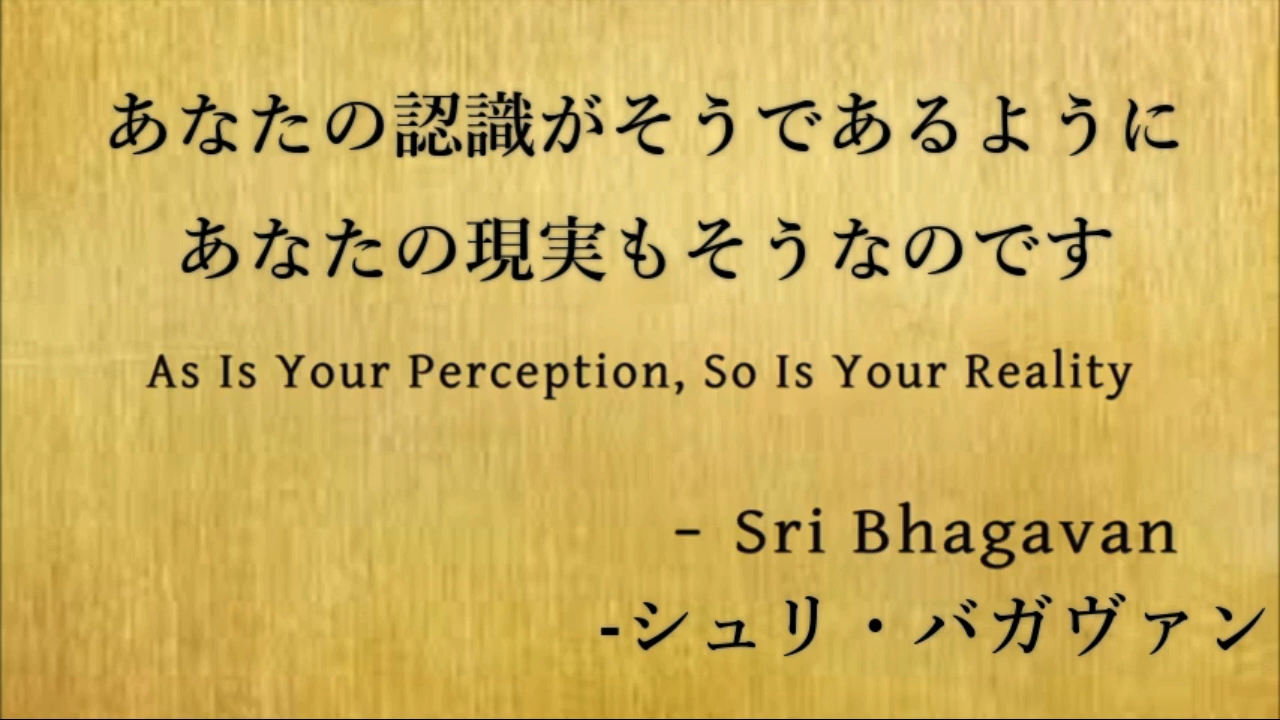 あなたの認識がそうであるように
あなたの現実もそうなのです
As Is Your Perception, So Is Your Reality
– Sri Bhagavan
-シュリ・バガヴァン